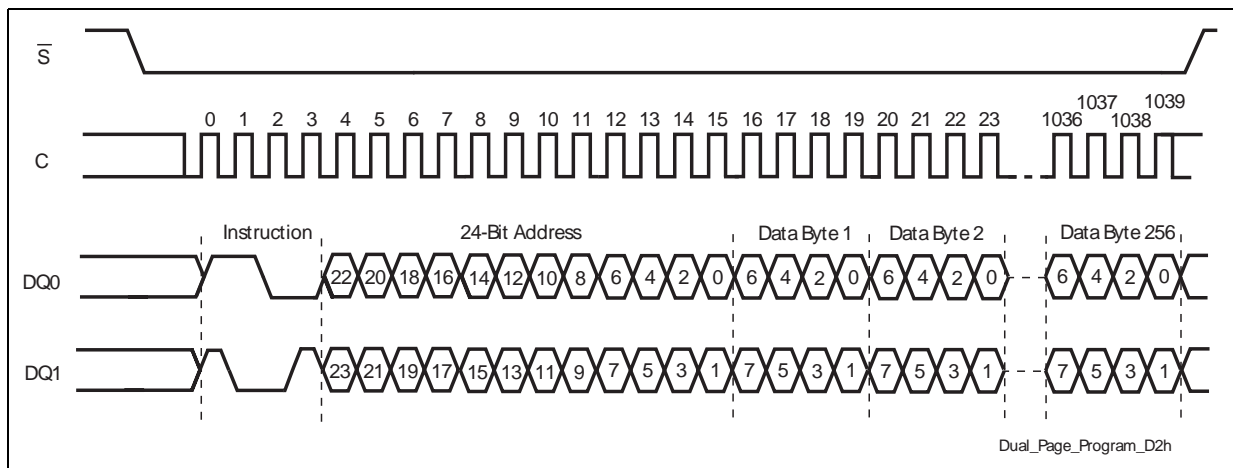 S
0 1 2 3 4 5 6 7 8 9 10 11 12 13 14 15 16 17 18 19 20 21 22 23 1036 1037 1038 1039
C
Instruction 24-Bit Address Data Byte 1 Data Byte 2 Data Byte 256
DQ0 22 20 18 16 14 12 10 8 6 4 2 0 6 4 2 0 6 4 2 0 6 4 2 0
DQ1 23 21 19 17 15 13 11 9 7 5 3 1 7 5 3 1 7 5 3 1 7 5 3 1
Dual_Page_Program_D2h